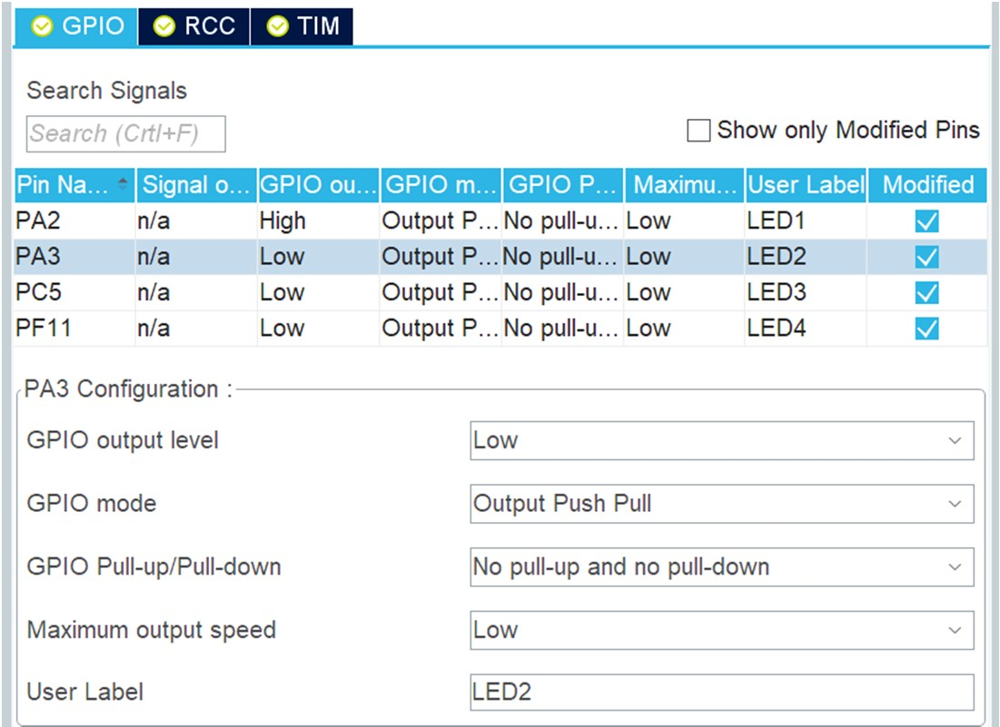 GPIO RCC TIM
Search Signals
Search (Crtl+F)
Show only Modified Pins
Pin Na... Signal o... GPIO ou... GPIO m... GPIO P... Maximu... User Label Modified
PA2 n/a High Output P... No pull-u... Low LED1
PA3 n/a Low Output P... No pull-u... Low LED2
PC5 n/a Low Output P... No pull-u... Low LED3
PF11 n/a Low Output P... No pull-u... Low LED4
PA3 Configuration :
GPIO output level Low
GPIO mode Output Push Pull
GPIO Pull-up/Pull-down No pull-up and no pull-down
Maximum output speed Low
User Label LED2